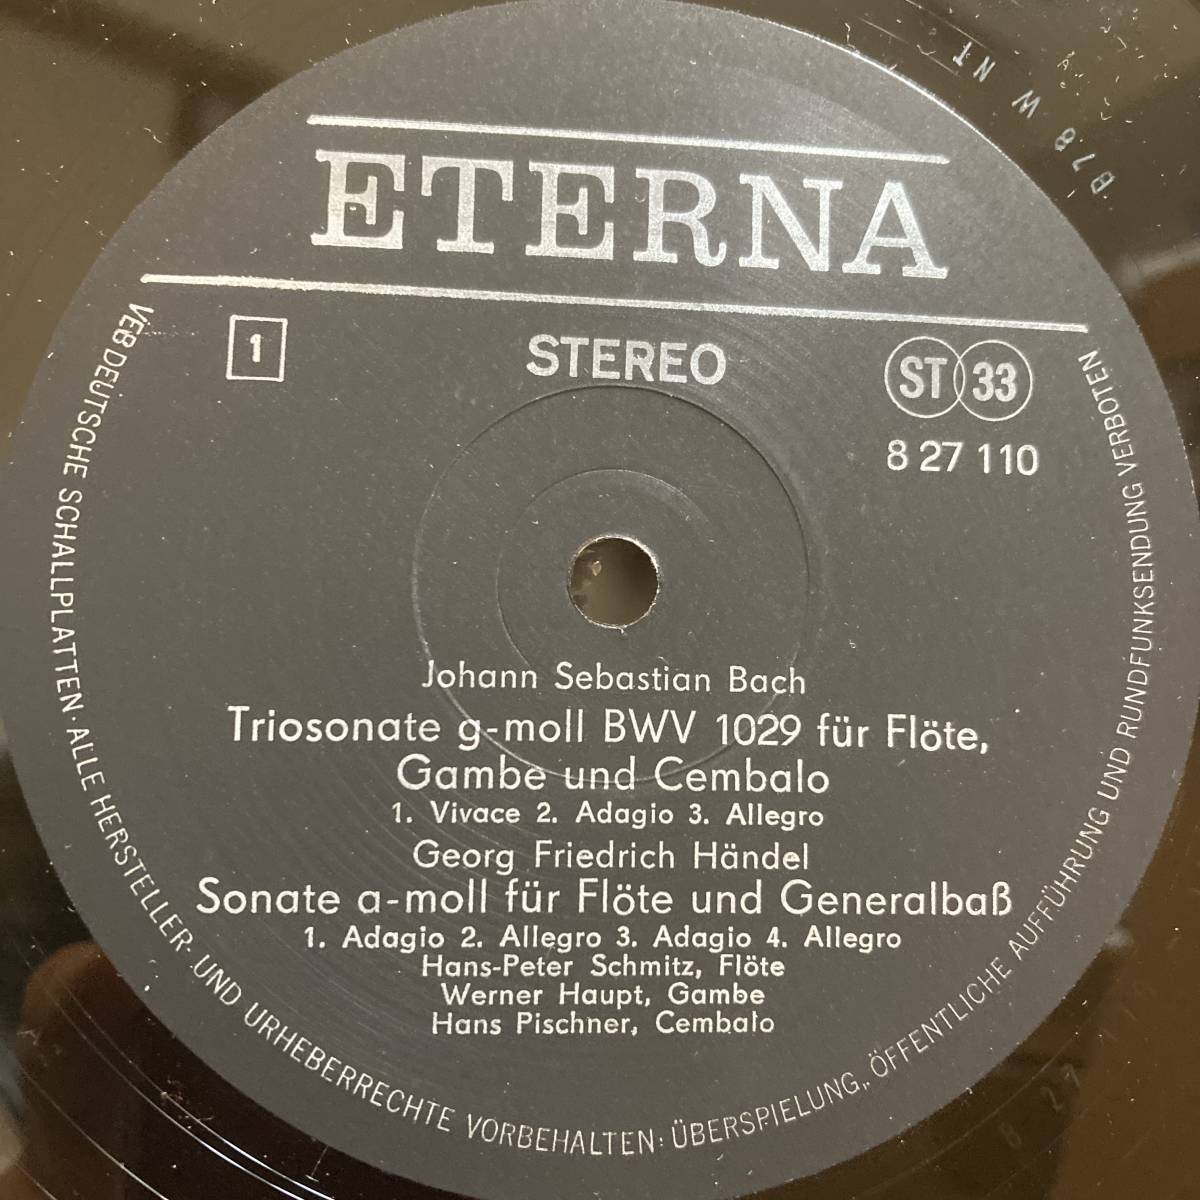 ETERNA
1
STEREO
ST 33
8 27 110
Johann Sebastian Bach
Triosonate g-moll BWV 1029 für Flöte,
Gambe und Cembalo
1. Vivace 2. Adagio 3. Allegro
Georg Friedrich Händel
Sonate a-moll für Flöte und Generalbaß
1. Adagio 2. Allegro 3. Adagio 4. Allegro
Hans-Peter Schmitz, Flöte
Werner Haupt, Gambe
Hans Pischner, Cembalo
VEB DEUTSCHE SCHALLPLATTEN · ALLE HERSTELLER- UND URHEBERRECHTE VORBEHALTEN: ÜBERSPIELUNG, ÖFFENTLICHE AUFFÜHRUNG UND RUNDFUNKSENDUNG VERBOTEN
B78 W NT